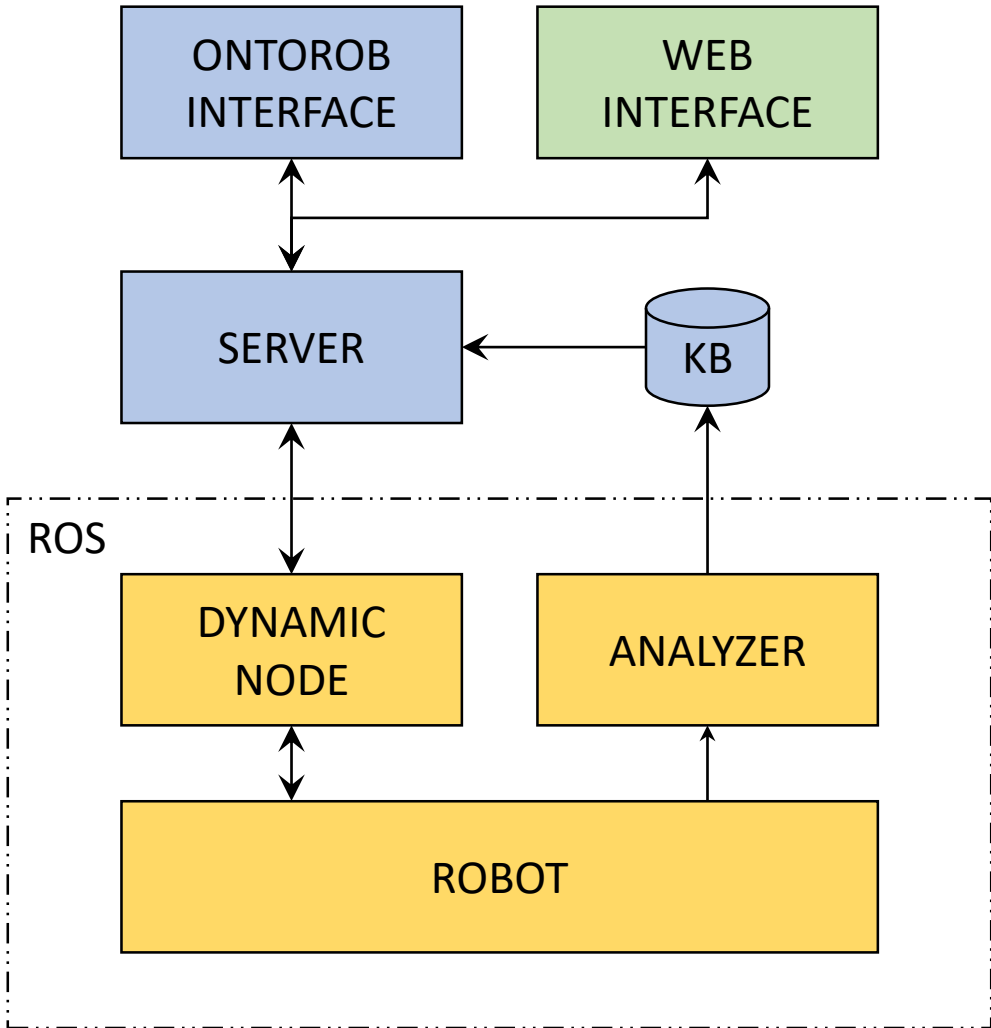 ONTOROB
INTERFACE
WEB
INTERFACE
SERVER
KB
ROS
DYNAMIC
NODE
ANALYZER
ROBOT